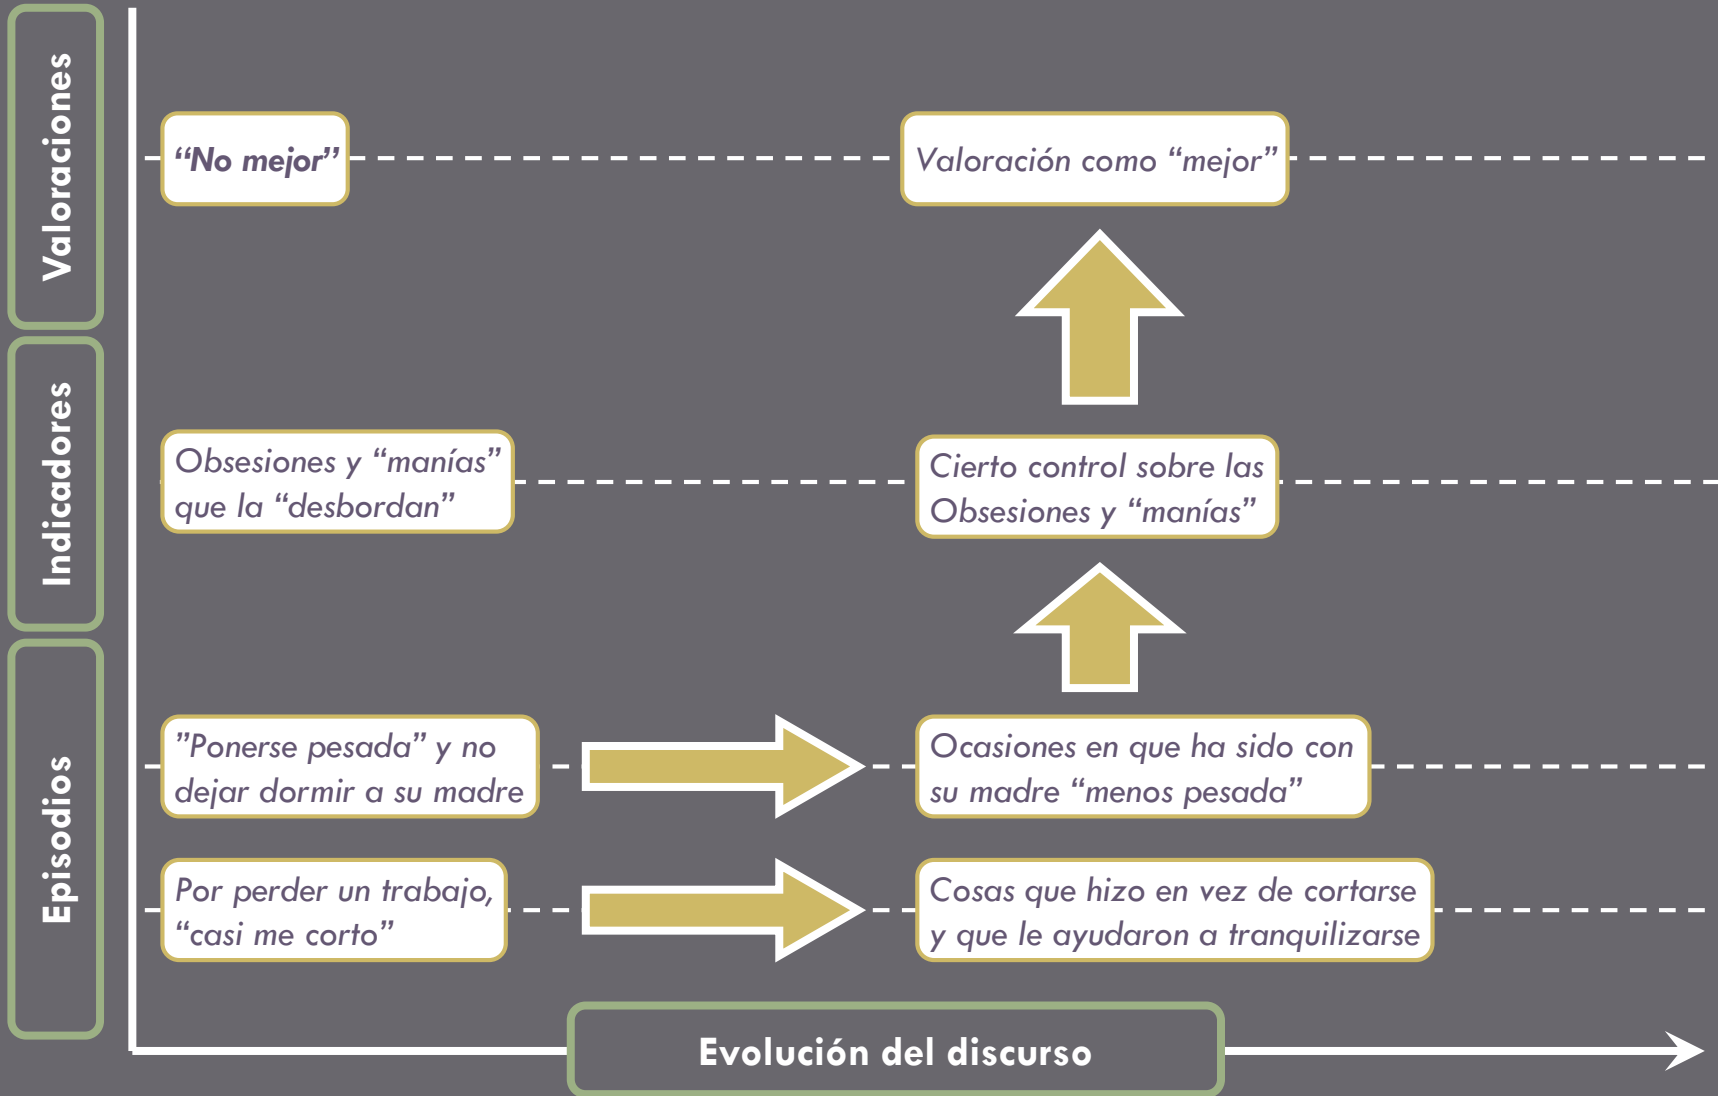 Valoraciones
“No mejor”
Valoración como “mejor”
Indicadores
Obsesiones y “manías”
que la “desbordan”
Cierto control sobre las
Obsesiones y “manías”
Episodios
”Ponerse pesada” y no
dejar dormir a su madre
Ocasiones en que ha sido con
su madre “menos pesada”
Por perder un trabajo,
“casi me corto”
Cosas que hizo en vez de cortarse
y que le ayudaron a tranquilizarse
Evolución del discurso